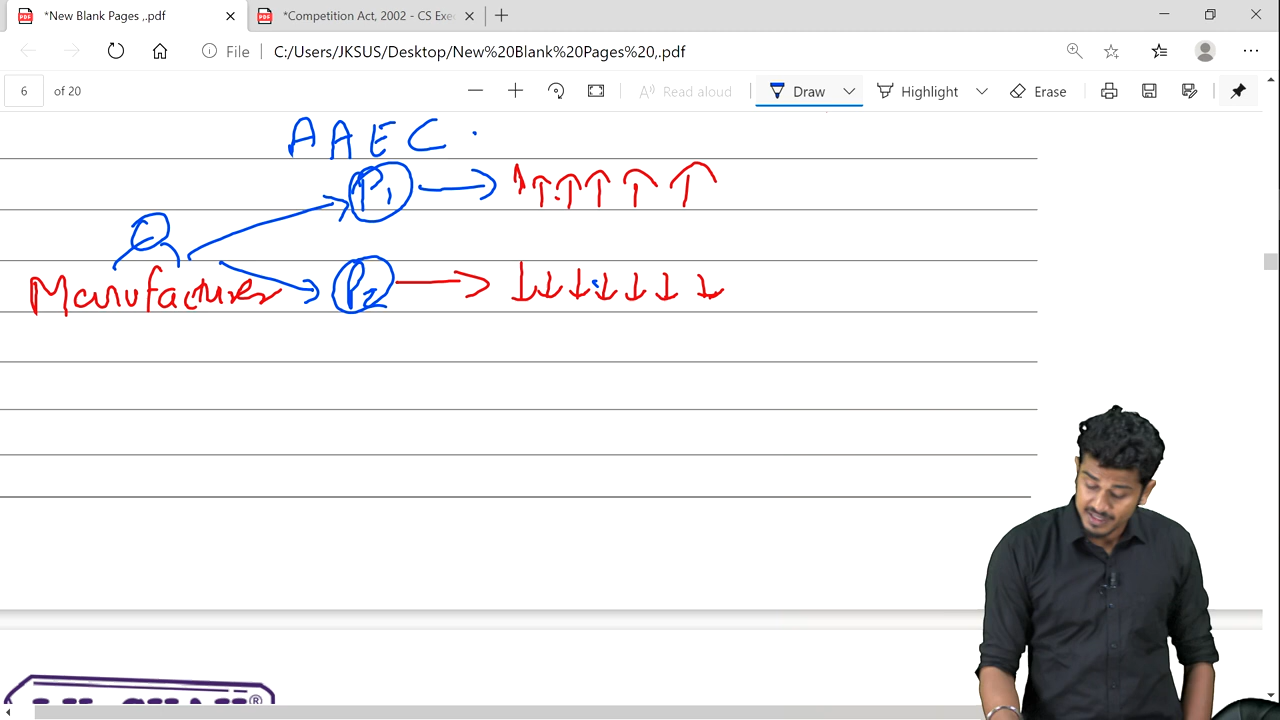 *New Blank Pages ,.pdf
*Competition Act, 2002 - CS Exec
File C:/Users/JKSUS/Desktop/New%20Blank%20Pages%20,.pdf
6 of 20 Read aloud Draw Highlight Erase
AAEC
P1
C
Manufacturer P2